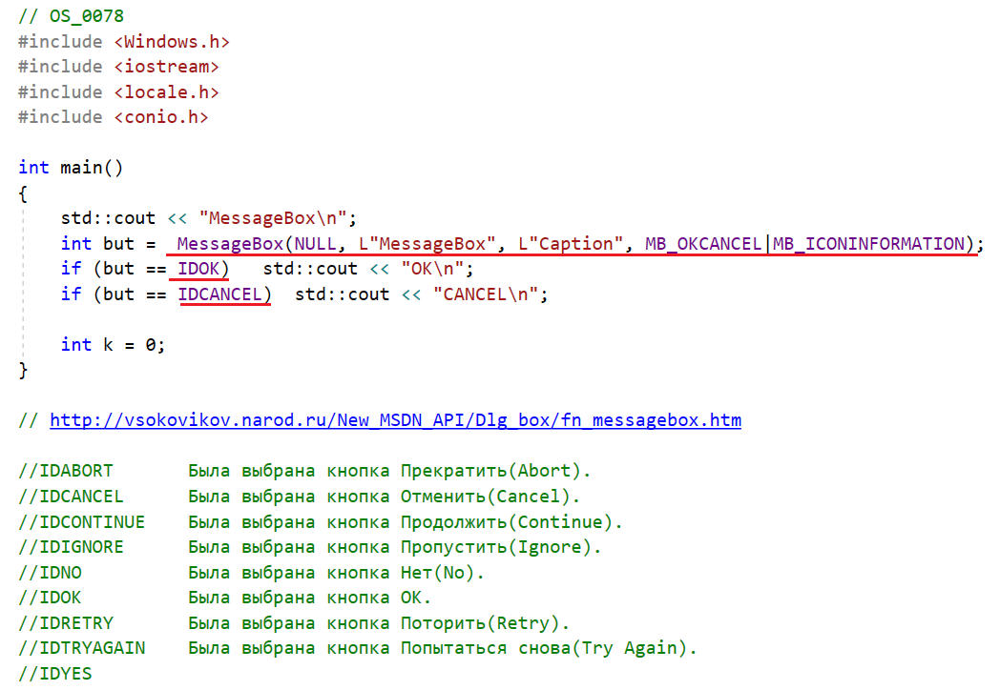 // OS_0078
#include <Windows.h>
#include <iostream>
#include <locale.h>
#include <conio.h>
int main()
{
    std::cout << "MessageBox\n";
    int but =  MessageBox(NULL, L"MessageBox", L"Caption", MB_OKCANCEL|MB_ICONINFORMATION);
    if (but == IDOK)   std::cout << "OK\n";
    if (but == IDCANCEL)  std::cout << "CANCEL\n";
    int k = 0;
}
// http://vsokovikov.narod.ru/New_MSDN_API/Dlg_box/fn_messagebox.htm
//IDABORT       Была выбрана кнопка Прекратить(Abort).
//IDCANCEL      Была выбрана кнопка Отменить(Cancel).
//IDCONTINUE    Была выбрана кнопка Продолжить(Continue).
//IDIGNORE      Была выбрана кнопка Пропустить(Ignore).
//IDNO          Была выбрана кнопка Нет(No).
//IDOK          Была выбрана кнопка OK.
//IDRETRY       Была выбрана кнопка Поторить(Retry).
//IDTRYAGAIN    Была выбрана кнопка Попытаться снова(Try Again).
//IDYES